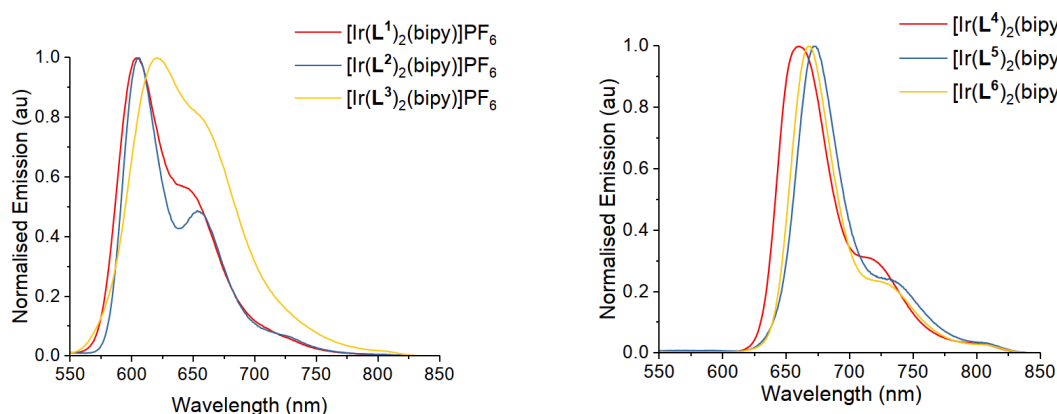 [Ir(L¹)₂(bipy)]PF₆
[Ir(L²)₂(bipy)]PF₆
[Ir(L³)₂(bipy)]PF₆
Normalised Emission (au)
1.0
0.8
0.6
0.4
0.2
0.0
550 600 650 700 750 800 850
Wavelength (nm)
[Ir(L⁴)₂(bipy
[Ir(L⁵)₂(bipy
[Ir(L⁶)₂(bipy
Normalised Emission (au)
1.0
0.8
0.6
0.4
0.2
0.0
550 600 650 700 750 800 850
Wavelength (nm)